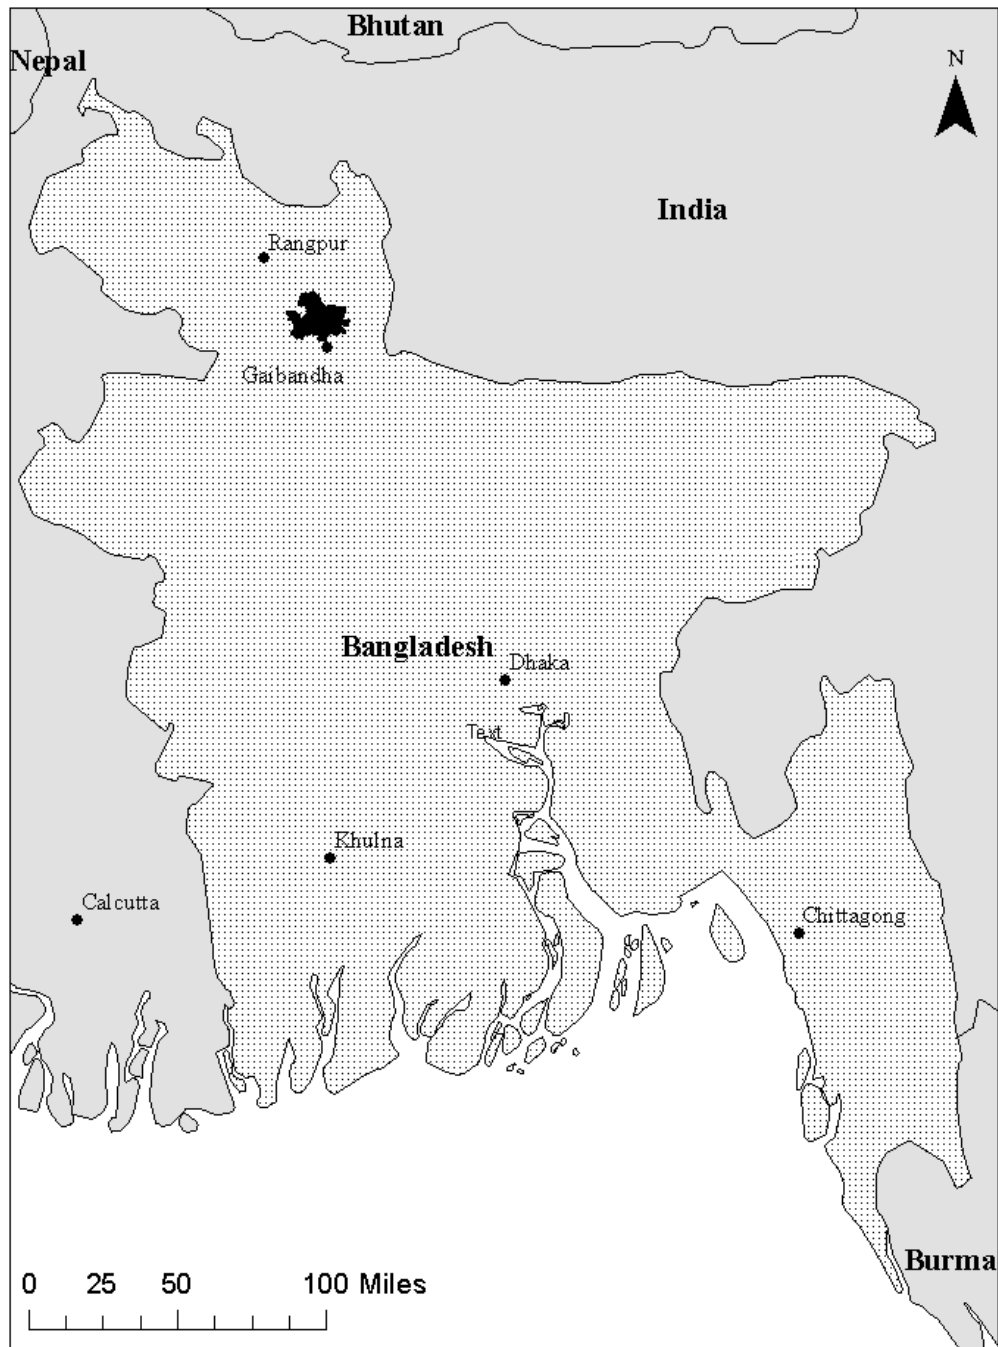 Bhutan
Nepal
N
India
Rangpur
Gaibandha
Bangladesh
Dhaka
Text
Khulna
Calcutta
Chittagong
Burma
0 25 50 100 Miles